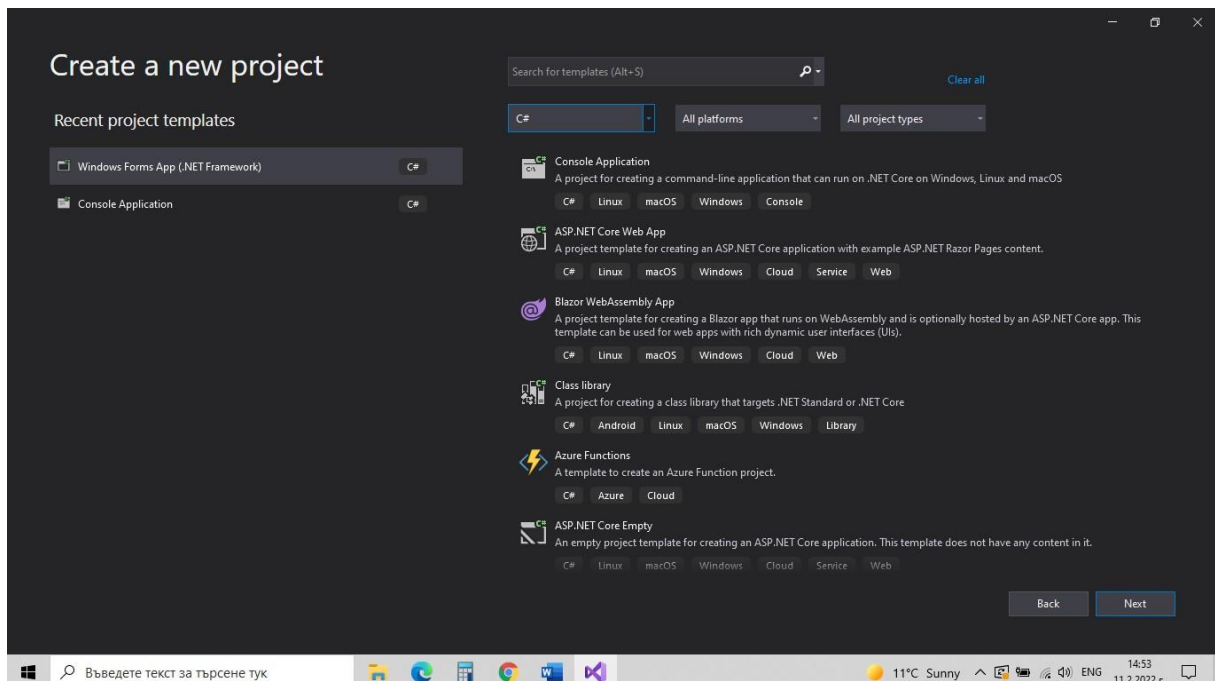 Create a new project
Recent project templates
Windows Forms App (.NET Framework) C#
Console Application C#
Search for templates (Alt+S)
Clear all
C# All platforms All project types
Console Application
A project for creating a command-line application that can run on .NET Core on Windows, Linux and macOS
C# Linux macOS Windows Console
ASP.NET Core Web App
A project template for creating an ASP.NET Core application with example ASP.NET Razor Pages content.
C# Linux macOS Windows Cloud Service Web
Blazor WebAssembly App
A project template for creating a Blazor app that runs on WebAssembly and is optionally hosted by an ASP.NET Core app. This
template can be used for web apps with rich dynamic user interfaces (UIs).
C# Linux macOS Windows Cloud Web
Class library
A project for creating a class library that targets .NET Standard or .NET Core
C# Android Linux macOS Windows Library
Azure Functions
A template to create an Azure Function project.
C# Azure Cloud
ASP.NET Core Empty
An empty project template for creating an ASP.NET Core application. This template does not have any content in it.
C# Linux macOS Windows Cloud Service Web
Back Next
Въведете текст за търсене тук
11°C Sunny ENG
14:53
11.2.2022 г.